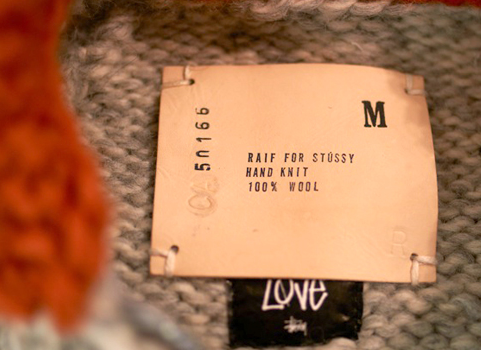 M
50166
RAIF FOR STÜSSY
HAND KNIT
100% WOOL
R
LOVE